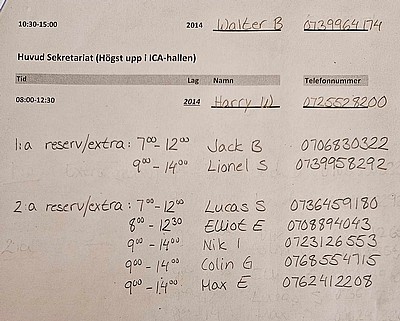 10:30-15:00 2014 Walter B 0739964174
Huvud Sekretariat (Högst upp i ICA-hallen)
Tid Lag Namn Telefonnummer
08:00-12:30 2014 Harry W 0725528200
1:a reserv/extra: 7⁰⁰ - 12⁰⁰ Jack B 0706830322
9⁰⁰ - 14⁰⁰ Lionel S 0739958292
2:a reserv/extra: 7⁰⁰ - 12⁰⁰ Lucas S 0736459180
8⁰⁰ - 12³⁰ Elliot E 0708894043
9⁰⁰ - 14⁰⁰ Nik I 0723126553
9⁰⁰ - 14⁰⁰ Colin G 0768554715
9⁰⁰ - 14⁰⁰ Max E 0762412208